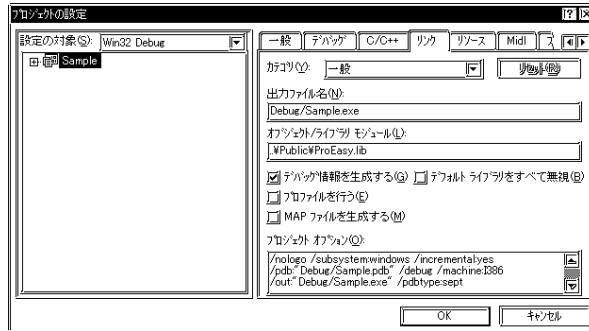 ﾌﾟﾛｼﾞｪｸﾄの設定
設定の対象(S): Win32 Debug
Sample
一般 ﾃﾞﾊﾞｯｸﾞ C/C++ ﾘﾝｸ ﾘｿｰｽ Midl
ｶﾃｺﾞﾘ(Y): 一般 ﾘｾｯﾄ(R)
出力ﾌｧｲﾙ名(N):
Debug/Sample.exe
ｵﾌﾞｼﾞｪｸﾄ/ﾗｲﾌﾞﾗﾘ ﾓｼﾞｭｰﾙ(L):
..¥Public¥ProEasy.lib
ﾃﾞﾊﾞｯｸﾞ情報を生成する(G) ﾃﾞﾌｫﾙﾄ ﾗｲﾌﾞﾗﾘをすべて無視(B)
ﾌﾟﾛﾌｧｲﾙを行う(E)
MAP ﾌｧｲﾙを生成する(M)
ﾌﾟﾛｼﾞｪｸﾄ ｵﾌﾟｼｮﾝ(O):
/nologo /subsystem:windows /incremental:yes
/pdb:"Debug/Sample.pdb" /debug /machine:I386
/out:"Debug/Sample.exe" /pdbtype:sept
OK ｷｬﾝｾﾙ